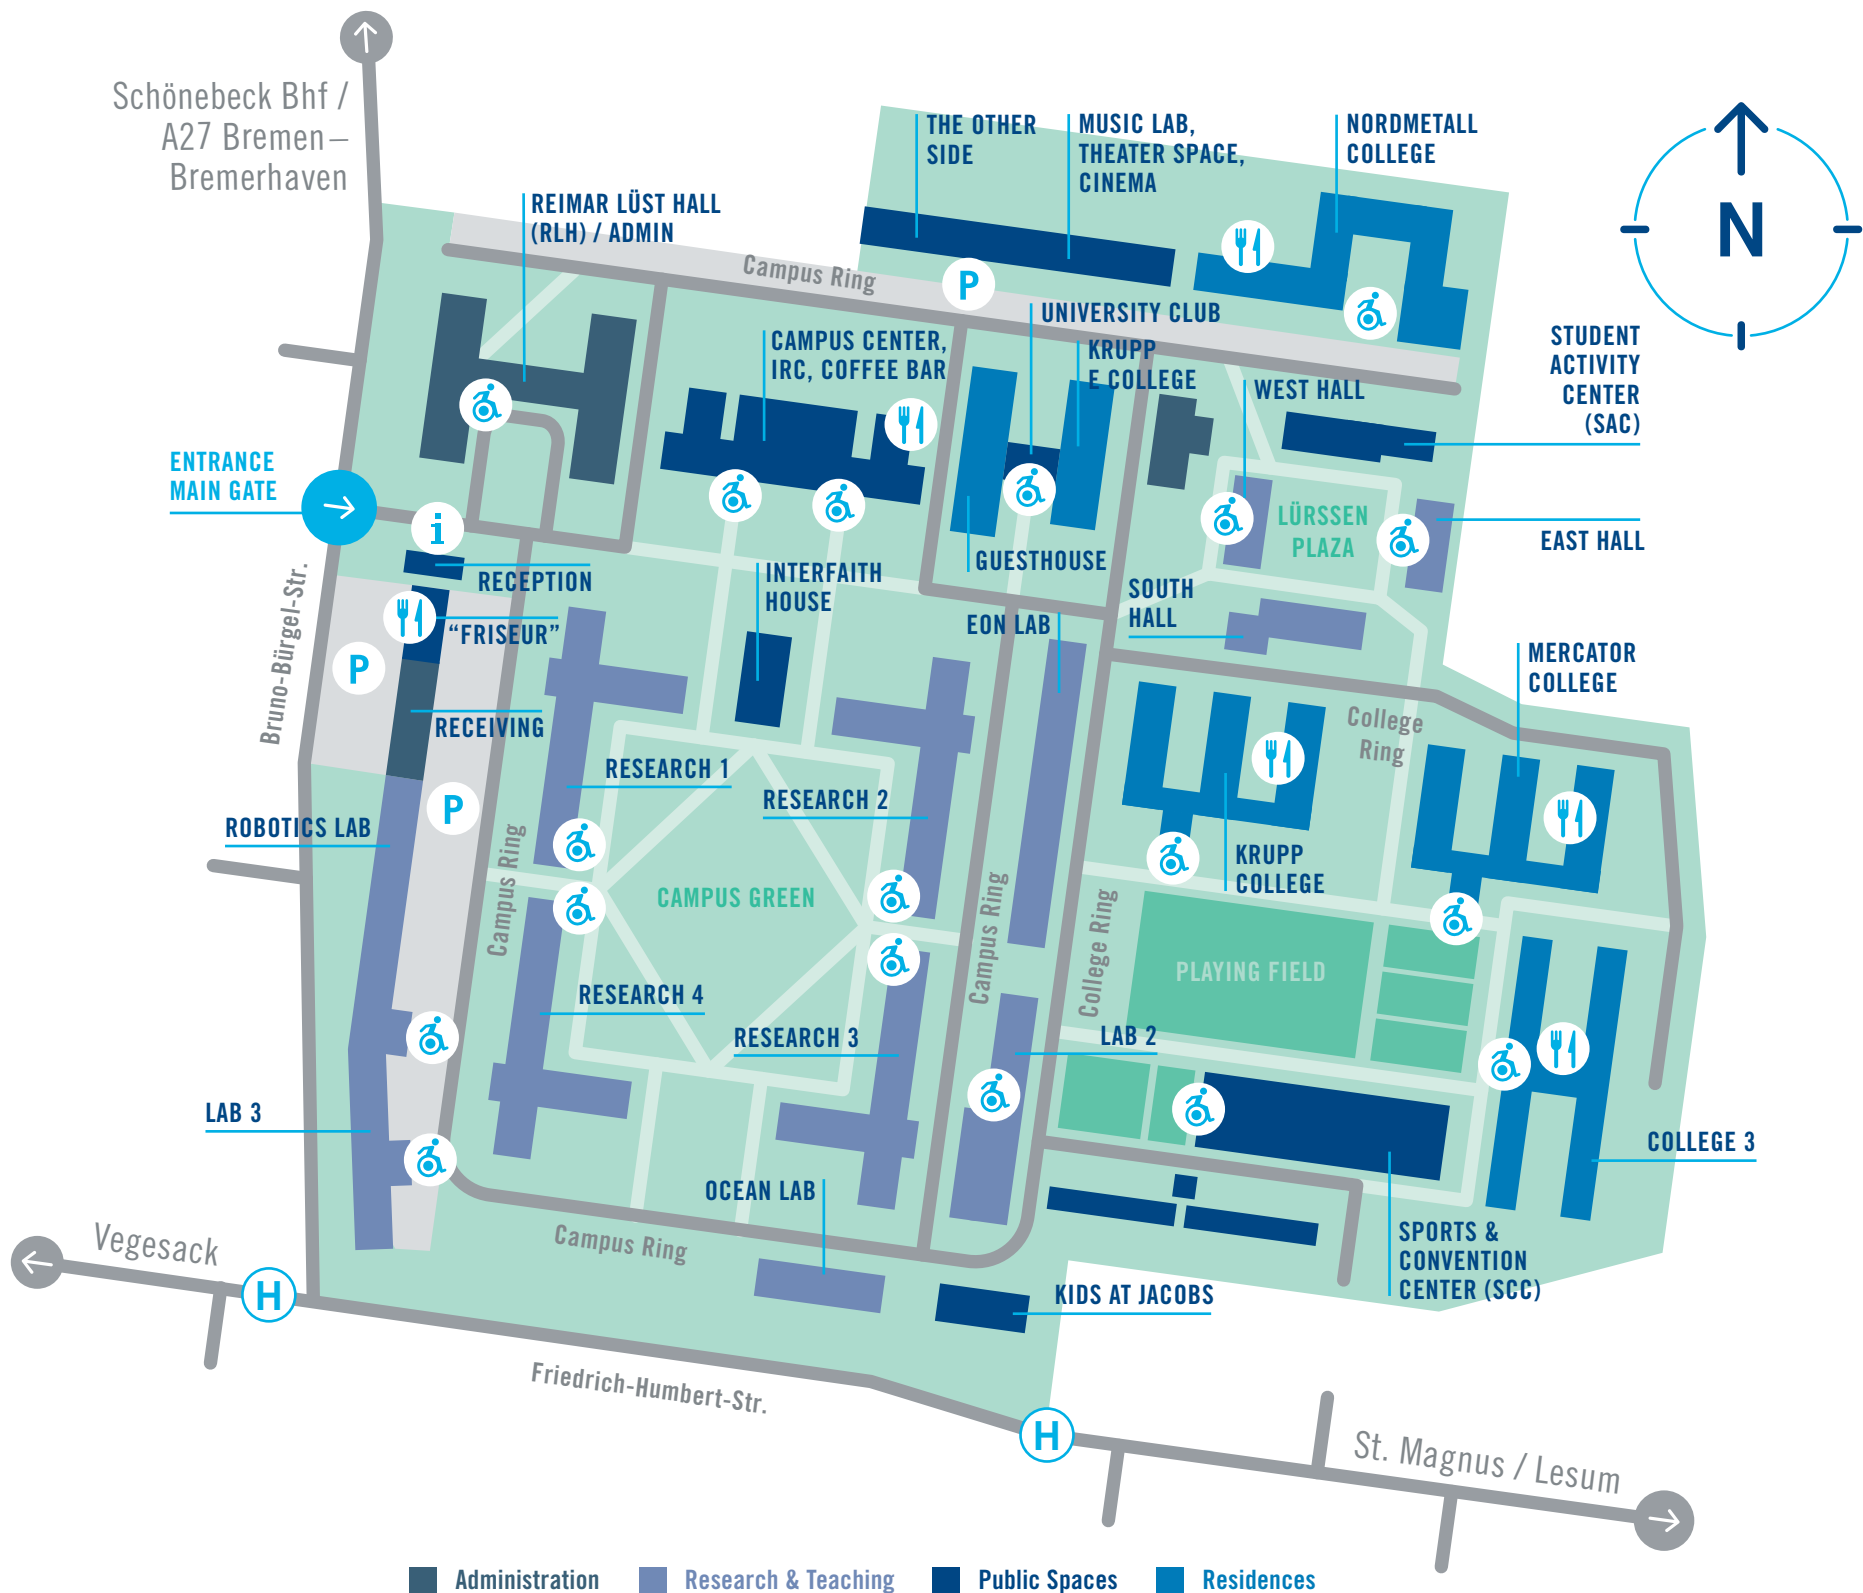 Schönebeck Bhf /
A27 Bremen –
Bremerhaven
THE OTHER
SIDE
MUSIC LAB,
THEATER SPACE,
CINEMA
NORDMETALL
COLLEGE
N
REIMAR LÜST HALL
(RLH) / ADMIN
Campus Ring
P
UNIVERSITY CLUB
CAMPUS CENTER,
IRC, COFFEE BAR
KRUPP
E COLLEGE
WEST HALL
STUDENT
ACTIVITY
CENTER
(SAC)
ENTRANCE
MAIN GATE
i
LÜRSSEN
PLAZA
EAST HALL
RECEPTION
GUESTHOUSE
INTERFAITH
HOUSE
SOUTH
HALL
"FRISEUR"
EON LAB
Bruno-Bürgel-Str.
P
MERCATOR
COLLEGE
RECEIVING
College
Ring
RESEARCH 1
RESEARCH 2
P
ROBOTICS LAB
Campus Ring
KRUPP
COLLEGE
CAMPUS GREEN
Campus Ring
College Ring
PLAYING FIELD
RESEARCH 4
RESEARCH 3
LAB 2
LAB 3
COLLEGE 3
OCEAN LAB
Campus Ring
SPORTS &
CONVENTION
CENTER (SCC)
Vegesack
H
KIDS AT JACOBS
Friedrich-Humbert-Str.
H
St. Magnus / Lesum
Administration
Research & Teaching
Public Spaces
Residences